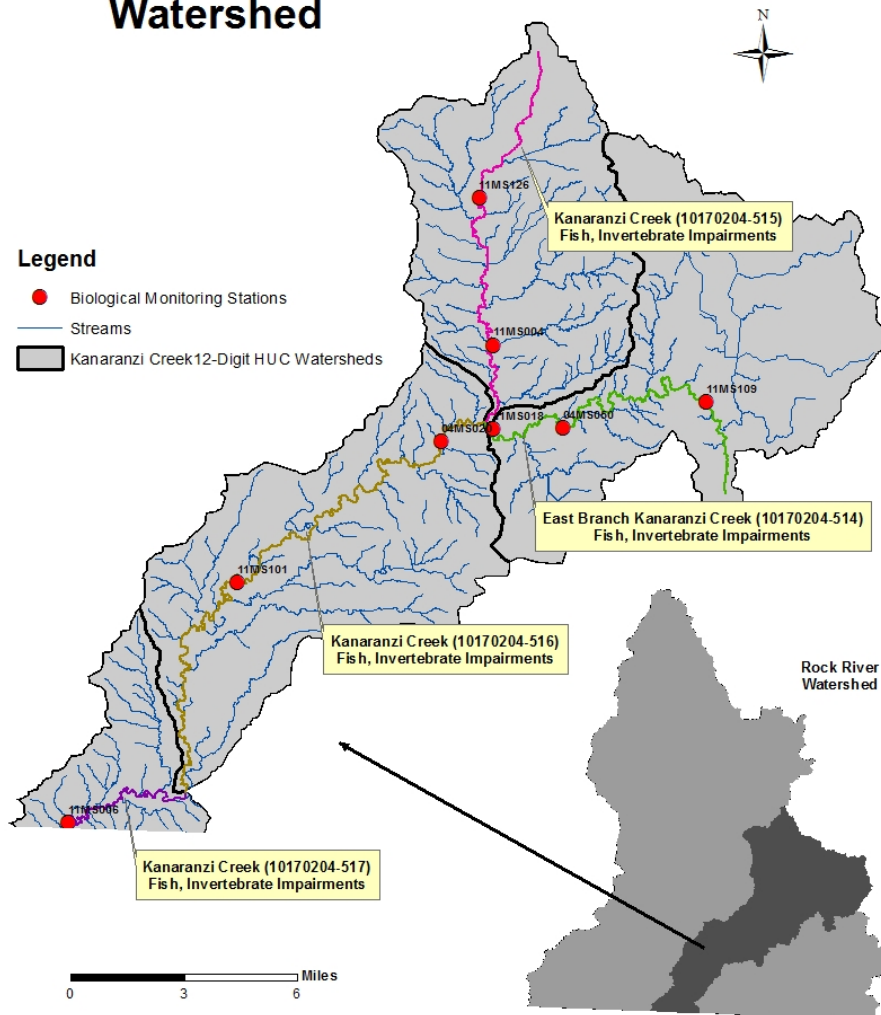 Watershed
N
11MS126
Kanaranzi Creek (10170204-515)
Fish, Invertebrate Impairments
Legend
Biological Monitoring Stations
Streams
Kanaranzi Creek12-Digit HUC Watersheds
11MS004
11MS109
11MS018
04MS020
04MS060
East Branch Kanaranzi Creek (10170204-514)
Fish, Invertebrate Impairments
11MS101
Kanaranzi Creek (10170204-516)
Fish, Invertebrate Impairments
Rock River
Watershed
11MS006
Kanaranzi Creek (10170204-517)
Fish, Invertebrate Impairments
Miles
0 3 6